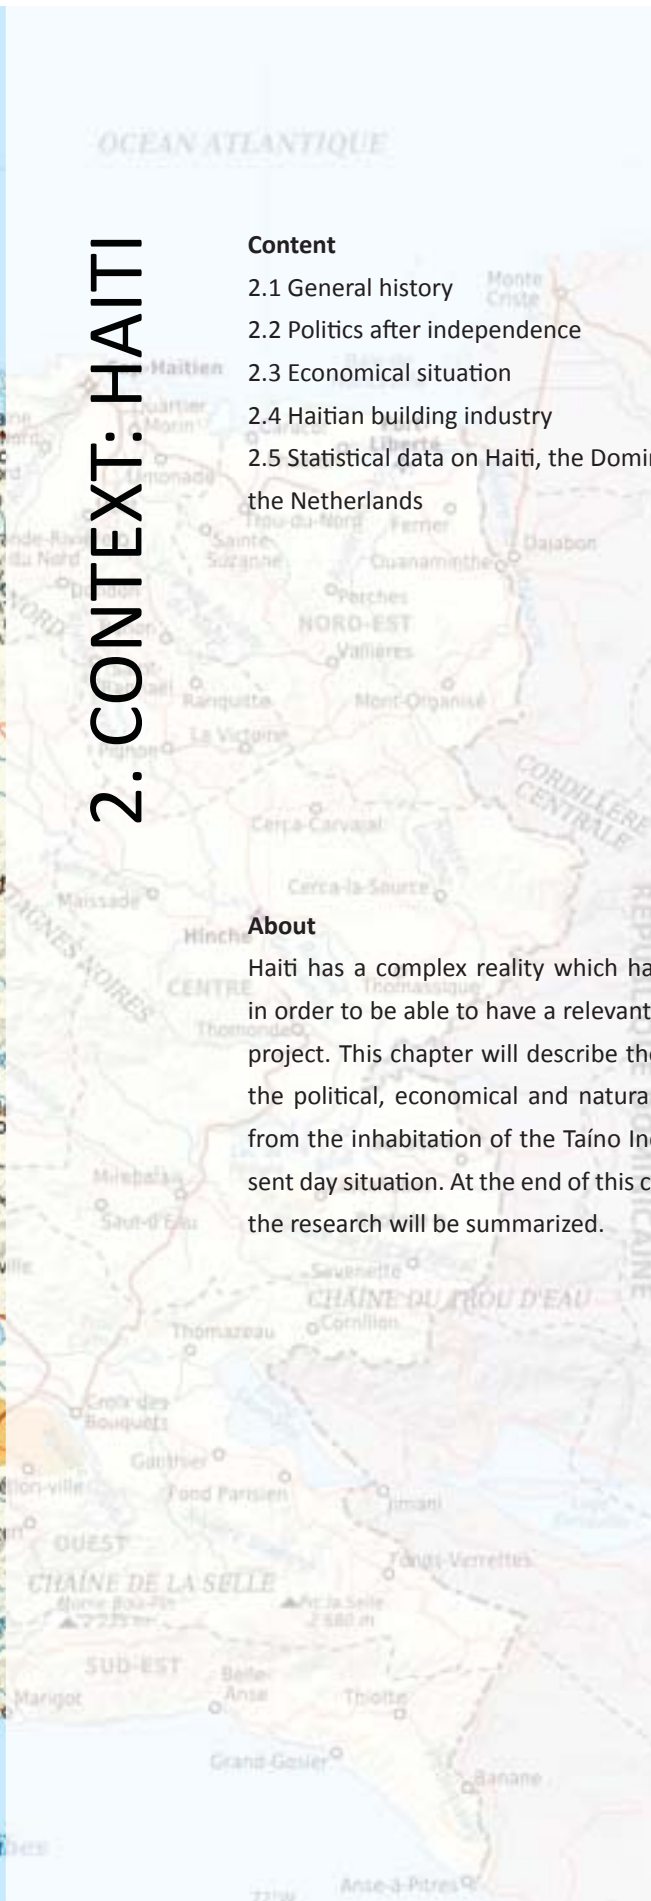 OCEAN ATLANTIQUE
2. CONTEXT: HAITI
Content
2.1 General history
2.2 Politics after independence
2.3 Economical situation
2.4 Haitian building industry
2.5 Statistical data on Haiti, the Domin
the Netherlands
About
Haiti has a complex reality which ha
in order to be able to have a relevant
project. This chapter will describe the
the political, economical and natura
from the inhabitation of the Taíno In
sent day situation. At the end of this c
the research will be summarized.
Monte
Criste
Haitien
Quartier
Morin
Limonade
Trou-du-Nord
Ferrier
Sainte-
Suzanne
Ouanaminthe
Dajabon
Perches
NORD-EST
Vallières
Ranquitte
Mont-Organisé
La Victoire
Pignon
CORDILLERE
CENTRALE
Cerca-Carvajal
Cerca-la-Source
Maissade
Hinche
CENTRE
Thomassique
Thomonde
Mirebalais
Saut-d'Eau
Savenette
CHAÎNE DU TROU D'EAU
Cornillon
Thomazeau
Croix des
Bouquets
Ganthier
Fond Parisien
Jimani
OUEST
Fonds-Verrettes
CHAÎNE DE LA SELLE
SUD-EST
Belle-
Anse
Marigot
Thiotte
Grand-Gosier
Banane
Anse-à-Pitres